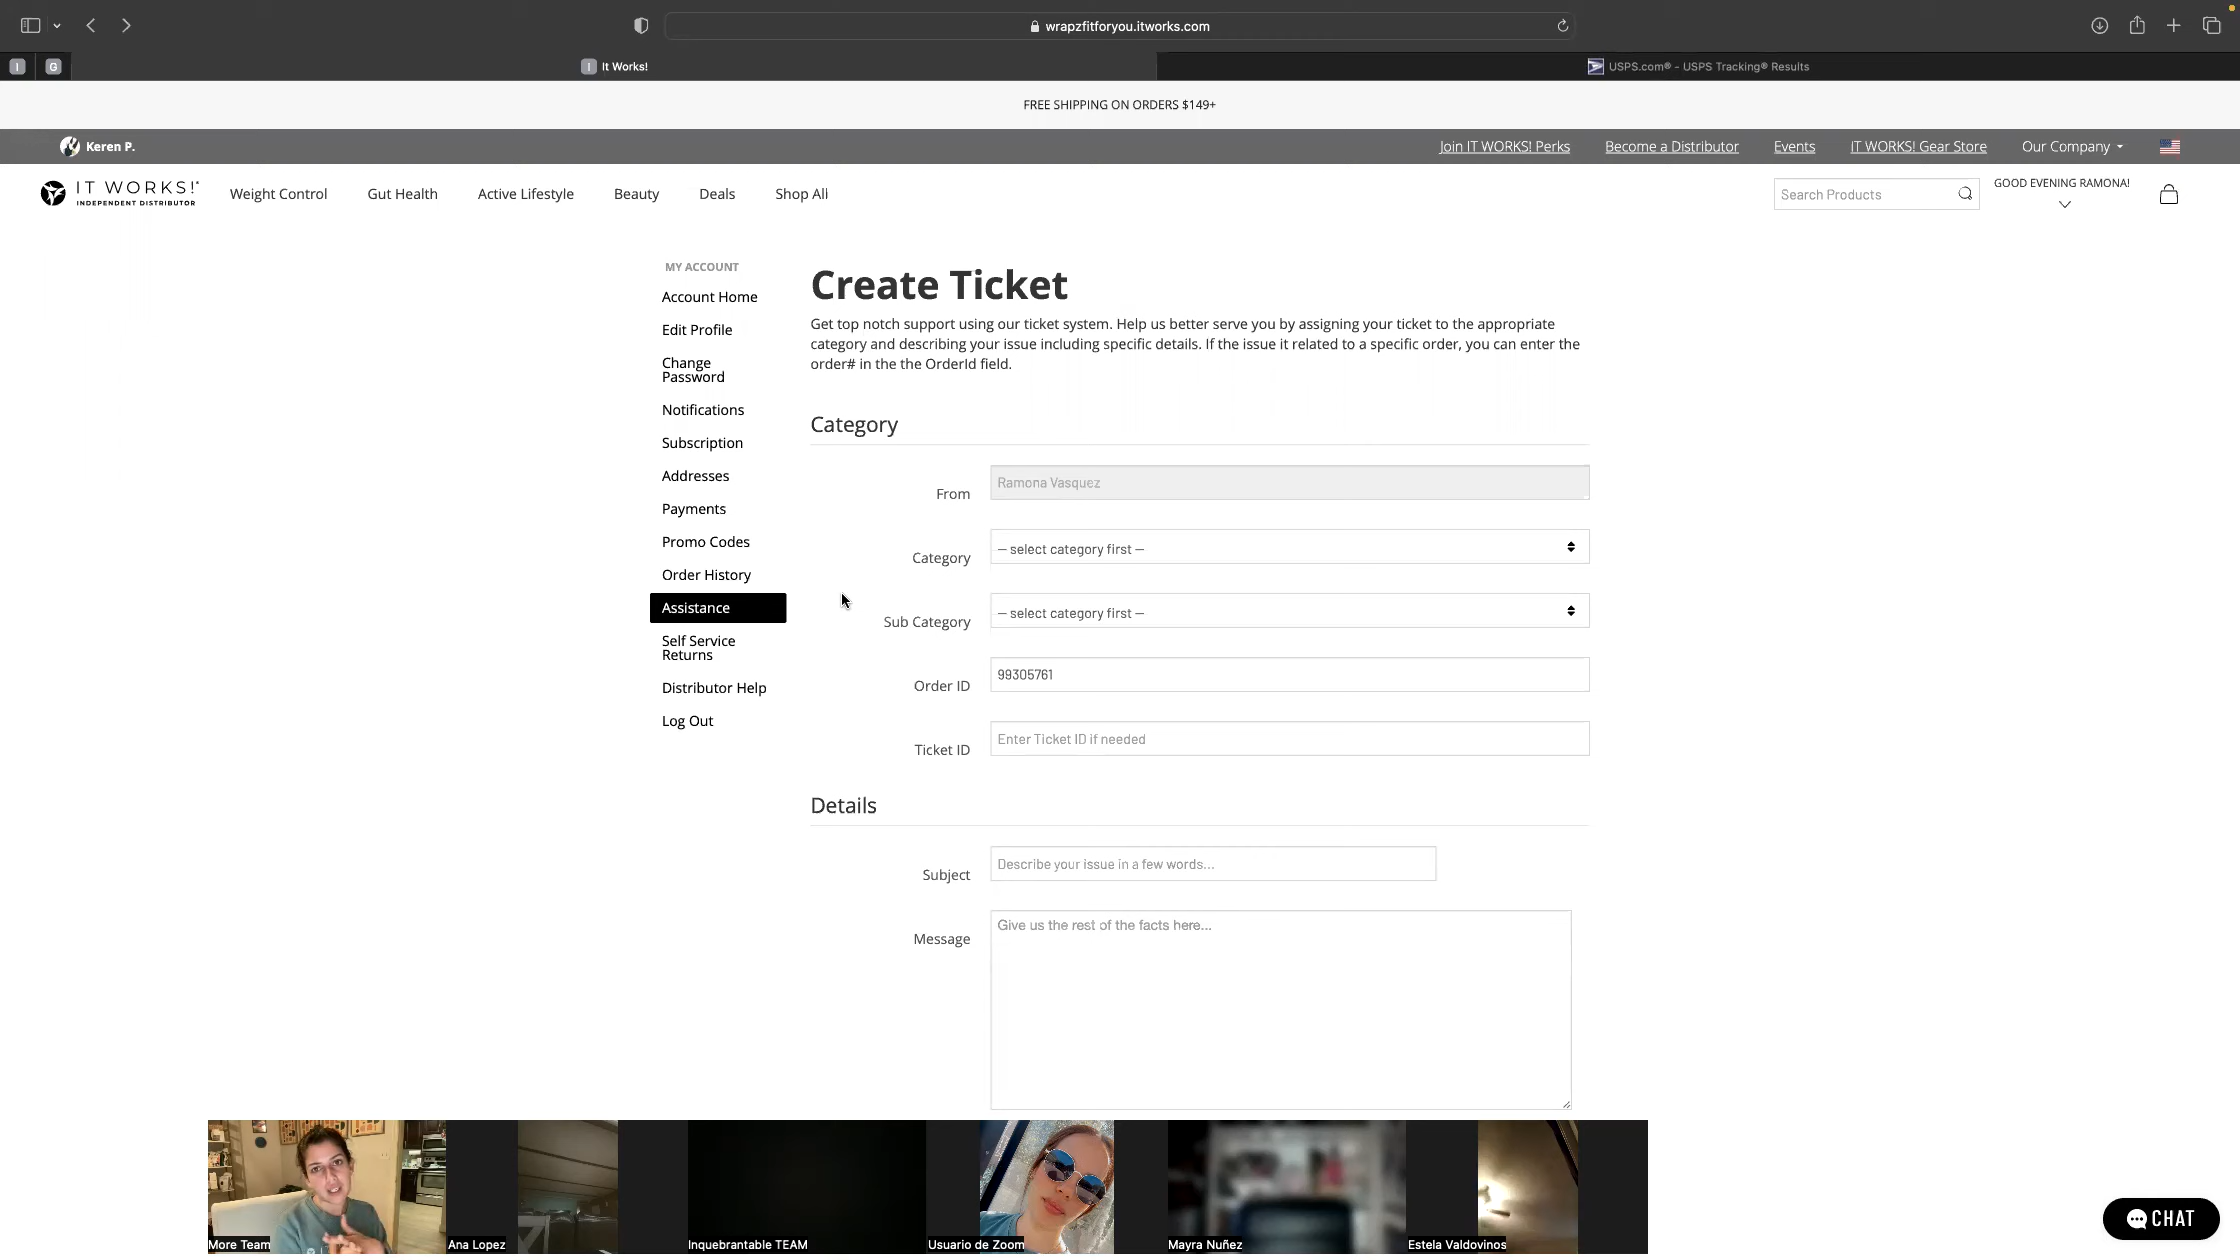 wrapzfitforyou.itworks.com
I
G
I It Works!
USPS.com® - USPS Tracking® Results
FREE SHIPPING ON ORDERS $149+
Keren P.
Join IT WORKS! Perks
Become a Distributor
Events
IT WORKS! Gear Store
Our Company
IT WORKS!
INDEPENDENT DISTRIBUTOR
Weight Control
Gut Health
Active Lifestyle
Beauty
Deals
Shop All
Search Products
GOOD EVENING RAMONA!
MY ACCOUNT
Account Home
Edit Profile
Change
Password
Notifications
Subscription
Addresses
Payments
Promo Codes
Order History
Assistance
Self Service
Returns
Distributor Help
Log Out
Create Ticket
Get top notch support using our ticket system. Help us better serve you by assigning your ticket to the appropriate
category and describing your issue including specific details. If the issue it related to a specific order, you can enter the
order# in the the OrderId field.
Category
From
Ramona Vasquez
Category
— select category first —
Sub Category
— select category first —
Order ID
99305761
Ticket ID
Enter Ticket ID if needed
Details
Subject
Describe your issue in a few words...
Message
Give us the rest of the facts here...
More Team
Ana Lopez
Inquebrantable TEAM
Usuario de Zoom
Mayra Nuñez
Estela Valdovinos
CHAT